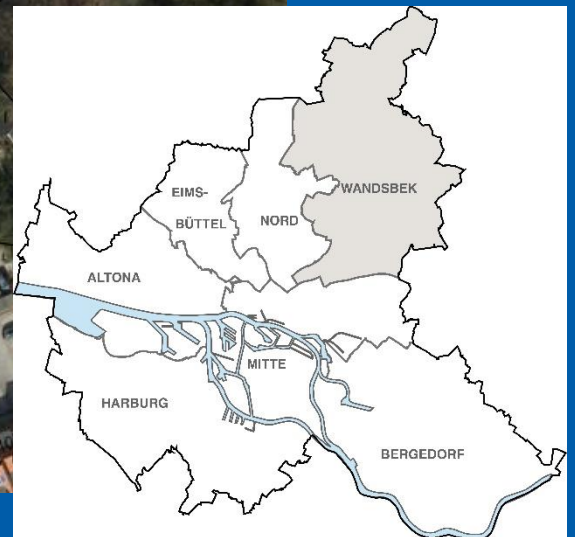 WANDSBEK
EIMS-
BÜTTEL
NORD
ALTONA
MITTE
HARBURG
BERGEDORF